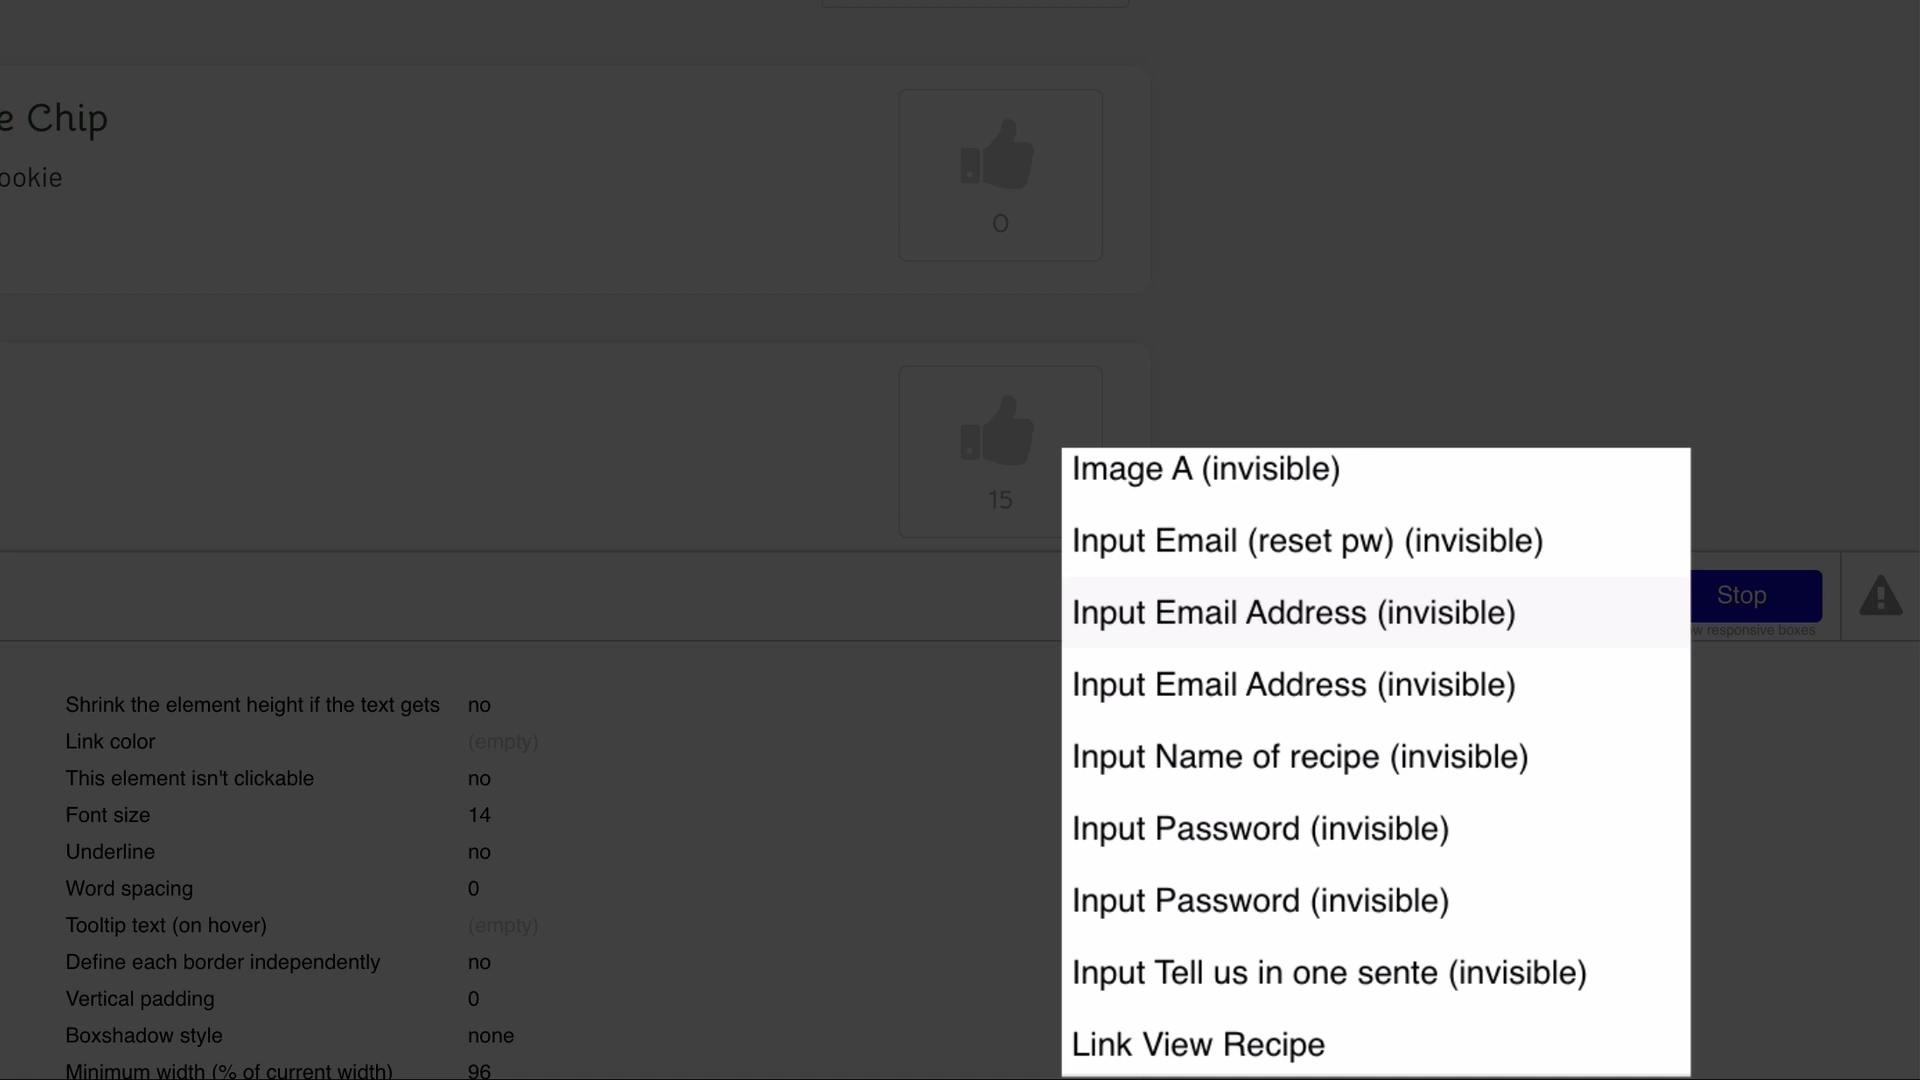 e Chip
ookie
0
15
Image A (invisible)
Input Email (reset pw) (invisible)
Input Email Address (invisible)
Input Email Address (invisible)
Input Name of recipe (invisible)
Input Password (invisible)
Input Password (invisible)
Input Tell us in one sente (invisible)
Link View Recipe
Stop
w responsive boxes
Shrink the element height if the text gets no
Link color (empty)
This element isn't clickable no
Font size 14
Underline no
Word spacing 0
Tooltip text (on hover) (empty)
Define each border independently no
Vertical padding 0
Boxshadow style none
Minimum width (% of current width) 96